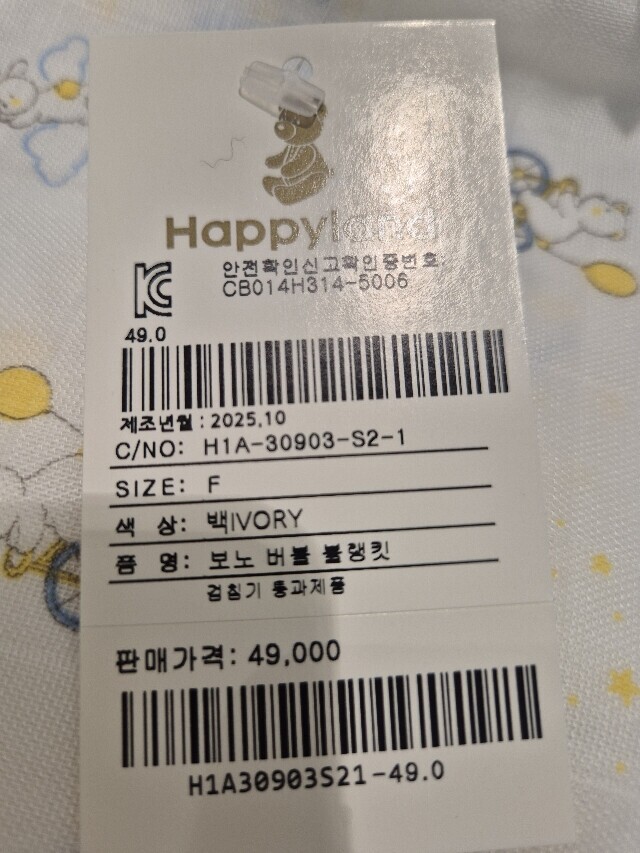 Happyland
안전확인신고확인증번호:
CB014H314-5006
49.0
제조년월 : 2025.10
C/NO: H1A-30903-S2-1
SIZE: F
색 상: 백IVORY
품 명: 보노 버블 블랭킷
검침기 통과제품
판매가격: 49,000
H1A30903S21-49.0